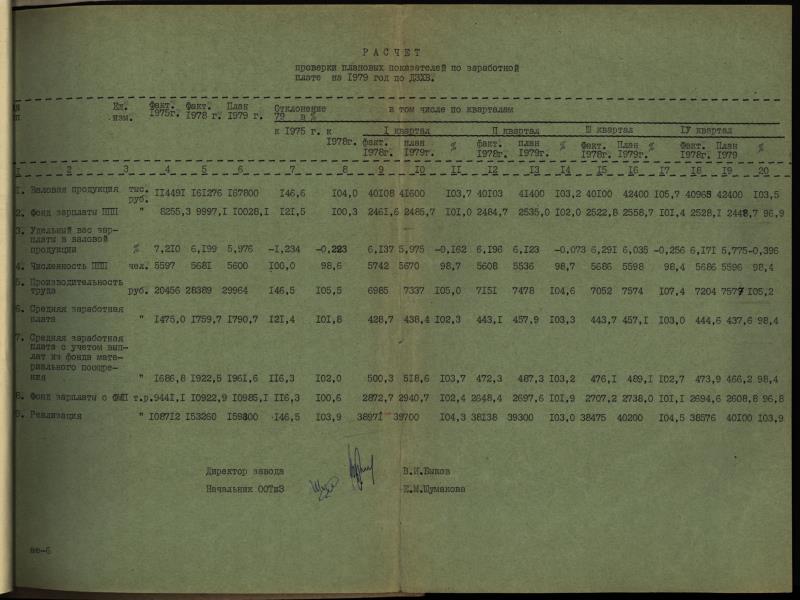 РАСЧЕТ
проверки плановых показателей по заработной
плате на 1979 год по ДЗХВ.
Ед. изм. Факт. 1975г. Факт. 1978 г. План 1979 г. Отклонение 79 в % в том числе по кварталам
к 1975 г. к 1978г. I квартал II квартал III квартал IУ квартал
факт. 1978г. план 1979г. % факт. 1978г. план 1979г. % Факт. 1978г. План 1979г. % Факт. 1978г. План 1979 %
1 2 3 4 5 6 7 8 9 10 11 12 13 14 15 16 17 18 19 20
1. Валовая продукция тыс. руб. 111491 161276 167800 146,6 104,0 40108 41600 103,7 40103 41400 103,2 40100 42400 105,7 40965 42400 103,5
2. Фонд зарплаты ППП " 8255,3 9997,1 10028,1 121,5 100,3 2461,6 2485,7 101,0 2484,7 2535,0 102,0 2522,8 2558,7 101,4 2528,1 2448,7 96,9
3. Удельный вес зар-
платы в валовой
продукции % 7,210 6,199 5,976 -1,234 -0,223 6,137 5,975 -0,162 6,196 6,123 -0,073 6,291 6,035 -0,256 6,171 5,775 -0,396
4. Численность ППП чел. 5597 5681 5600 100,0 98,6 5742 5670 98,7 5608 5536 98,7 5686 5598 98,4 5686 5596 98,4
5. Производительность
труда руб. 20456 28389 29964 146,5 105,5 6985 7337 105,0 7151 7478 104,6 7052 7574 107,4 7204 7577 105,2
6. Средняя заработная
плата " 1475,0 1759,7 1790,7 121,4 101,8 428,7 438,4 102,3 443,1 457,9 103,3 443,7 457,1 103,0 444,6 437,6 98,4
7. Средняя заработная
плата с учетом вып-
лат из фонда мате-
риального поощре-
ния " 1686,8 1922,5 1961,6 116,3 102,0 500,3 518,6 103,7 472,3 487,3 103,2 476,1 489,1 102,7 473,9 466,2 98,4
8. Фонд зарплаты с ФМП т.р. 9441,1 10922,9 10985,1 116,3 100,6 2872,7 2940,7 102,4 2648,4 2697,6 101,9 2707,2 2738,0 101,1 2694,6 2608,8 96,8
9. Реализация " 108712 153260 159300 146,5 103,9 38971 39700 104,3 38138 39300 103,0 38475 40200 104,5 38576 40100 103,9
Директор завода В.И.Быков
Начальник ООТиЗ Е.М.Шумакова